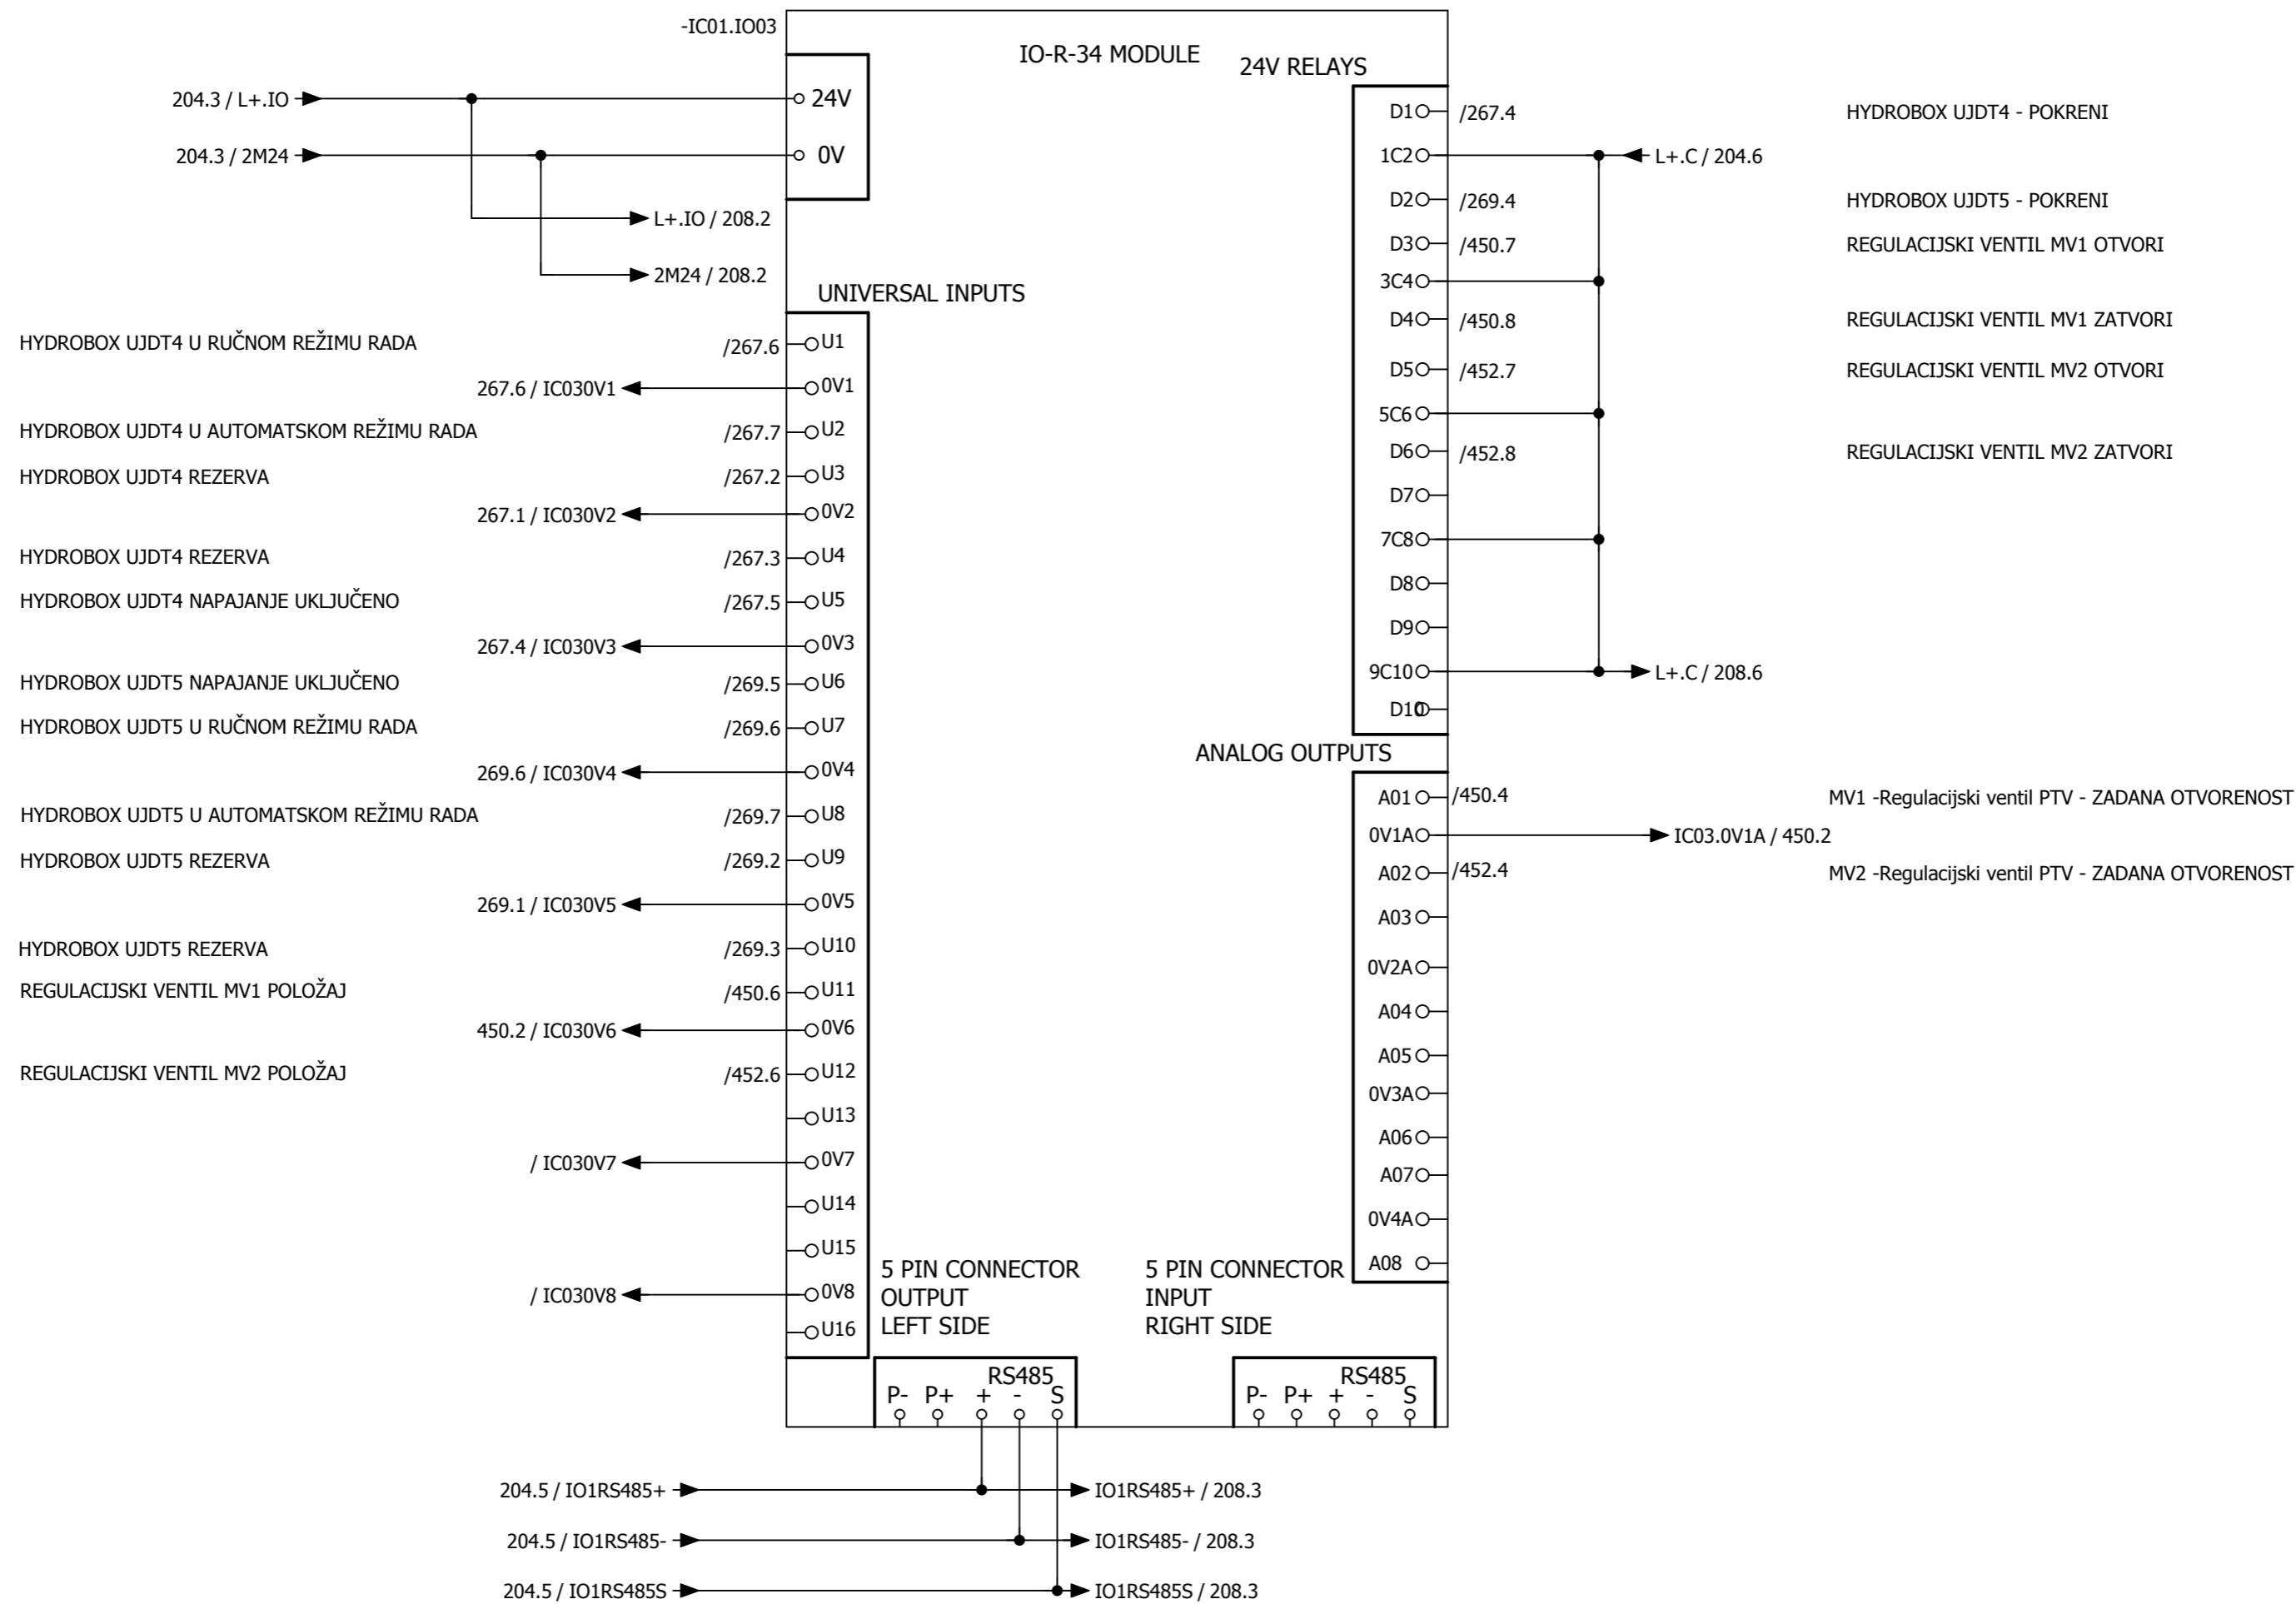 -IC01.IO03
IO-R-34 MODULE
24V RELAYS
204.3 / L+.IO
24V
204.3 / 2M24
0V
L+.IO / 208.2
2M24 / 208.2
UNIVERSAL INPUTS
HYDROBOX UJDT4 U RUČNOM REŽIMU RADA /267.6 U1
267.6 / IC030V1 0V1
HYDROBOX UJDT4 U AUTOMATSKOM REŽIMU RADA /267.7 U2
HYDROBOX UJDT4 REZERVA /267.2 U3
267.1 / IC030V2 0V2
HYDROBOX UJDT4 REZERVA /267.3 U4
HYDROBOX UJDT4 NAPAJANJE UKLJUČENO /267.5 U5
267.4 / IC030V3 0V3
HYDROBOX UJDT5 NAPAJANJE UKLJUČENO /269.5 U6
HYDROBOX UJDT5 U RUČNOM REŽIMU RADA /269.6 U7
269.6 / IC030V4 0V4
HYDROBOX UJDT5 U AUTOMATSKOM REŽIMU RADA /269.7 U8
HYDROBOX UJDT5 REZERVA /269.2 U9
269.1 / IC030V5 0V5
HYDROBOX UJDT5 REZERVA /269.3 U10
REGULACIJSKI VENTIL MV1 POLOŽAJ /450.6 U11
450.2 / IC030V6 0V6
REGULACIJSKI VENTIL MV2 POLOŽAJ /452.6 U12
U13
/ IC030V7 0V7
U14
U15
/ IC030V8 0V8
U16
D1 /267.4 HYDROBOX UJDT4 - POKRENI
1C2 L+.C / 204.6
D2 /269.4 HYDROBOX UJDT5 - POKRENI
D3 /450.7 REGULACIJSKI VENTIL MV1 OTVORI
3C4
D4 /450.8 REGULACIJSKI VENTIL MV1 ZATVORI
D5 /452.7 REGULACIJSKI VENTIL MV2 OTVORI
5C6
D6 /452.8 REGULACIJSKI VENTIL MV2 ZATVORI
D7
7C8
D8
D9
9C10 L+.C / 208.6
D10
ANALOG OUTPUTS
A01 /450.4 MV1 -Regulacijski ventil PTV - ZADANA OTVORENOST
0V1A IC03.0V1A / 450.2
A02 /452.4 MV2 -Regulacijski ventil PTV - ZADANA OTVORENOST
A03
0V2A
A04
A05
0V3A
A06
A07
0V4A
A08
5 PIN CONNECTOR
OUTPUT
LEFT SIDE
5 PIN CONNECTOR
INPUT
RIGHT SIDE
RS485
P- P+ + - S
RS485
P- P+ + - S
204.5 / IO1RS485+ IO1RS485+ / 208.3
204.5 / IO1RS485- IO1RS485- / 208.3
204.5 / IO1RS485S IO1RS485S / 208.3